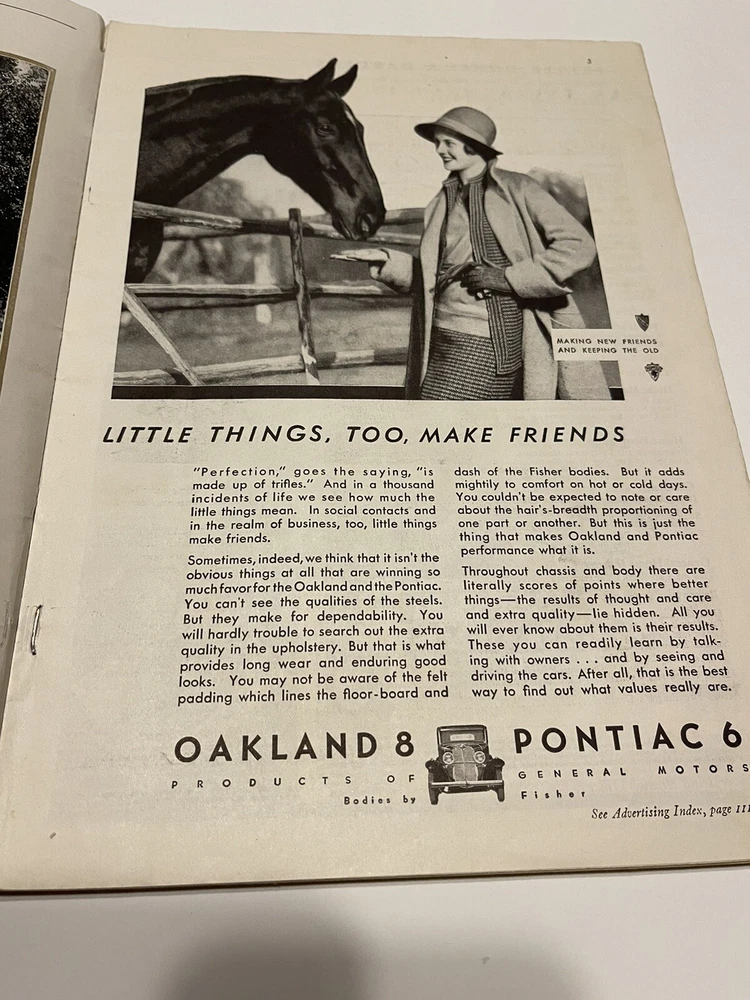 3
MAKING NEW FRIENDS
AND KEEPING THE OLD
LITTLE THINGS, TOO, MAKE FRIENDS
"Perfection," goes the saying, "is
made up of trifles." And in a thousand
incidents of life we see how much the
little things mean. In social contacts and
in the realm of business, too, little things
make friends.
Sometimes, indeed, we think that it isn't the
obvious things at all that are winning so
much favor for the Oakland and the Pontiac.
You can't see the qualities of the steels.
But they make for dependability. You
will hardly trouble to search out the extra
quality in the upholstery. But that is what
provides long wear and enduring good
looks. You may not be aware of the felt
padding which lines the floor-board and
dash of the Fisher bodies. But it adds
mightily to comfort on hot or cold days.
You couldn't be expected to note or care
about the hair's-breadth proportioning of
one part or another. But this is just the
thing that makes Oakland and Pontiac
performance what it is.
Throughout chassis and body there are
literally scores of points where better
things—the results of thought and care
and extra quality—lie hidden. All you
will ever know about them is their results.
These you can readily learn by talk-
ing with owners . . . and by seeing and
driving the cars. After all, that is the best
way to find out what values really are.
OAKLAND 8 PONTIAC 6
PRODUCTS OF GENERAL MOTORS
Bodies by Fisher
See Advertising Index, page III